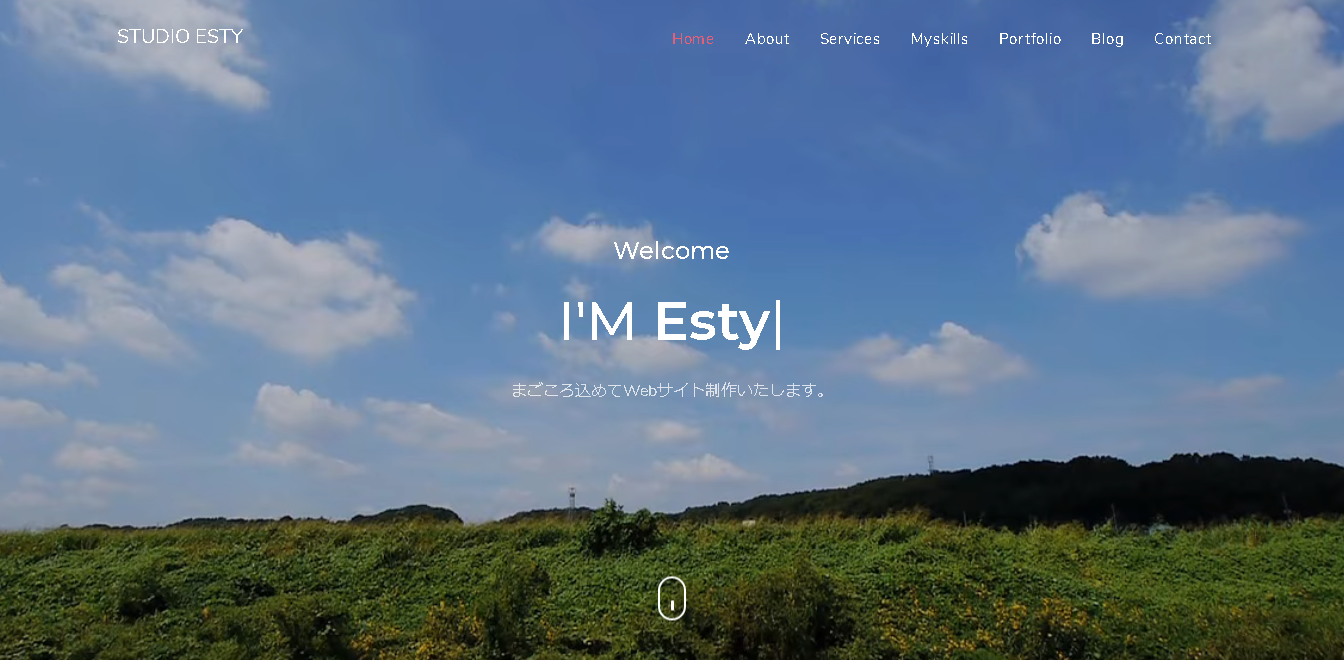 STUDIO ESTY
Home About Services Myskills Portfolio Blog Contact
Welcome
I'M Esty|
まごころ込めてWebサイト制作いたします。